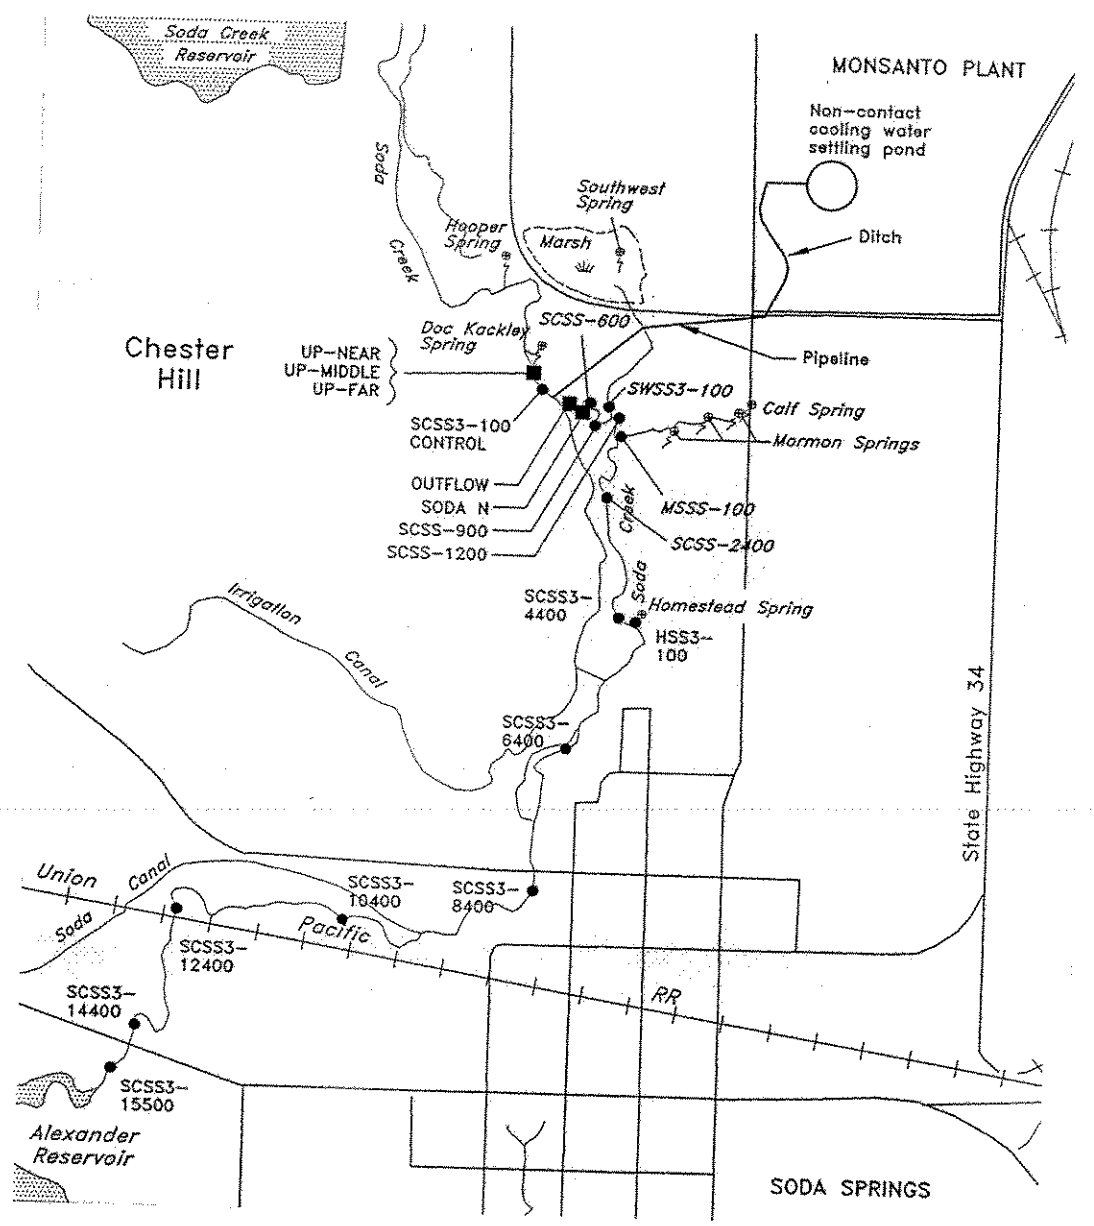 Soda Creek
Reservoir
MONSANTO PLANT
Non-contact
cooling water
settling pond
Soda
Creek
Southwest
Spring
Hooper
Spring
Marsh
Ditch
SCSS-600
Doc Kackley
Spring
Chester
Hill
UP-NEAR
UP-MIDDLE
UP-FAR
Pipeline
SWSS3-100
SCSS3-100
CONTROL
Calf Spring
Mormon Springs
OUTFLOW
SODA N
SCSS-900
SCSS-1200
MSSS-100
SCSS-2400
Creek
Soda
Irrigation
Canal
SCSS3-
4400
Homestead Spring
HSS3-
100
State Highway 34
SCSS3-
6400
Union
Canal
Soda
SCSS3-
10400
SCSS3-
8400
Pacific
SCSS3-
12400
RR
SCSS3-
14400
SCSS3-
15500
Alexander
Reservoir
SODA SPRINGS